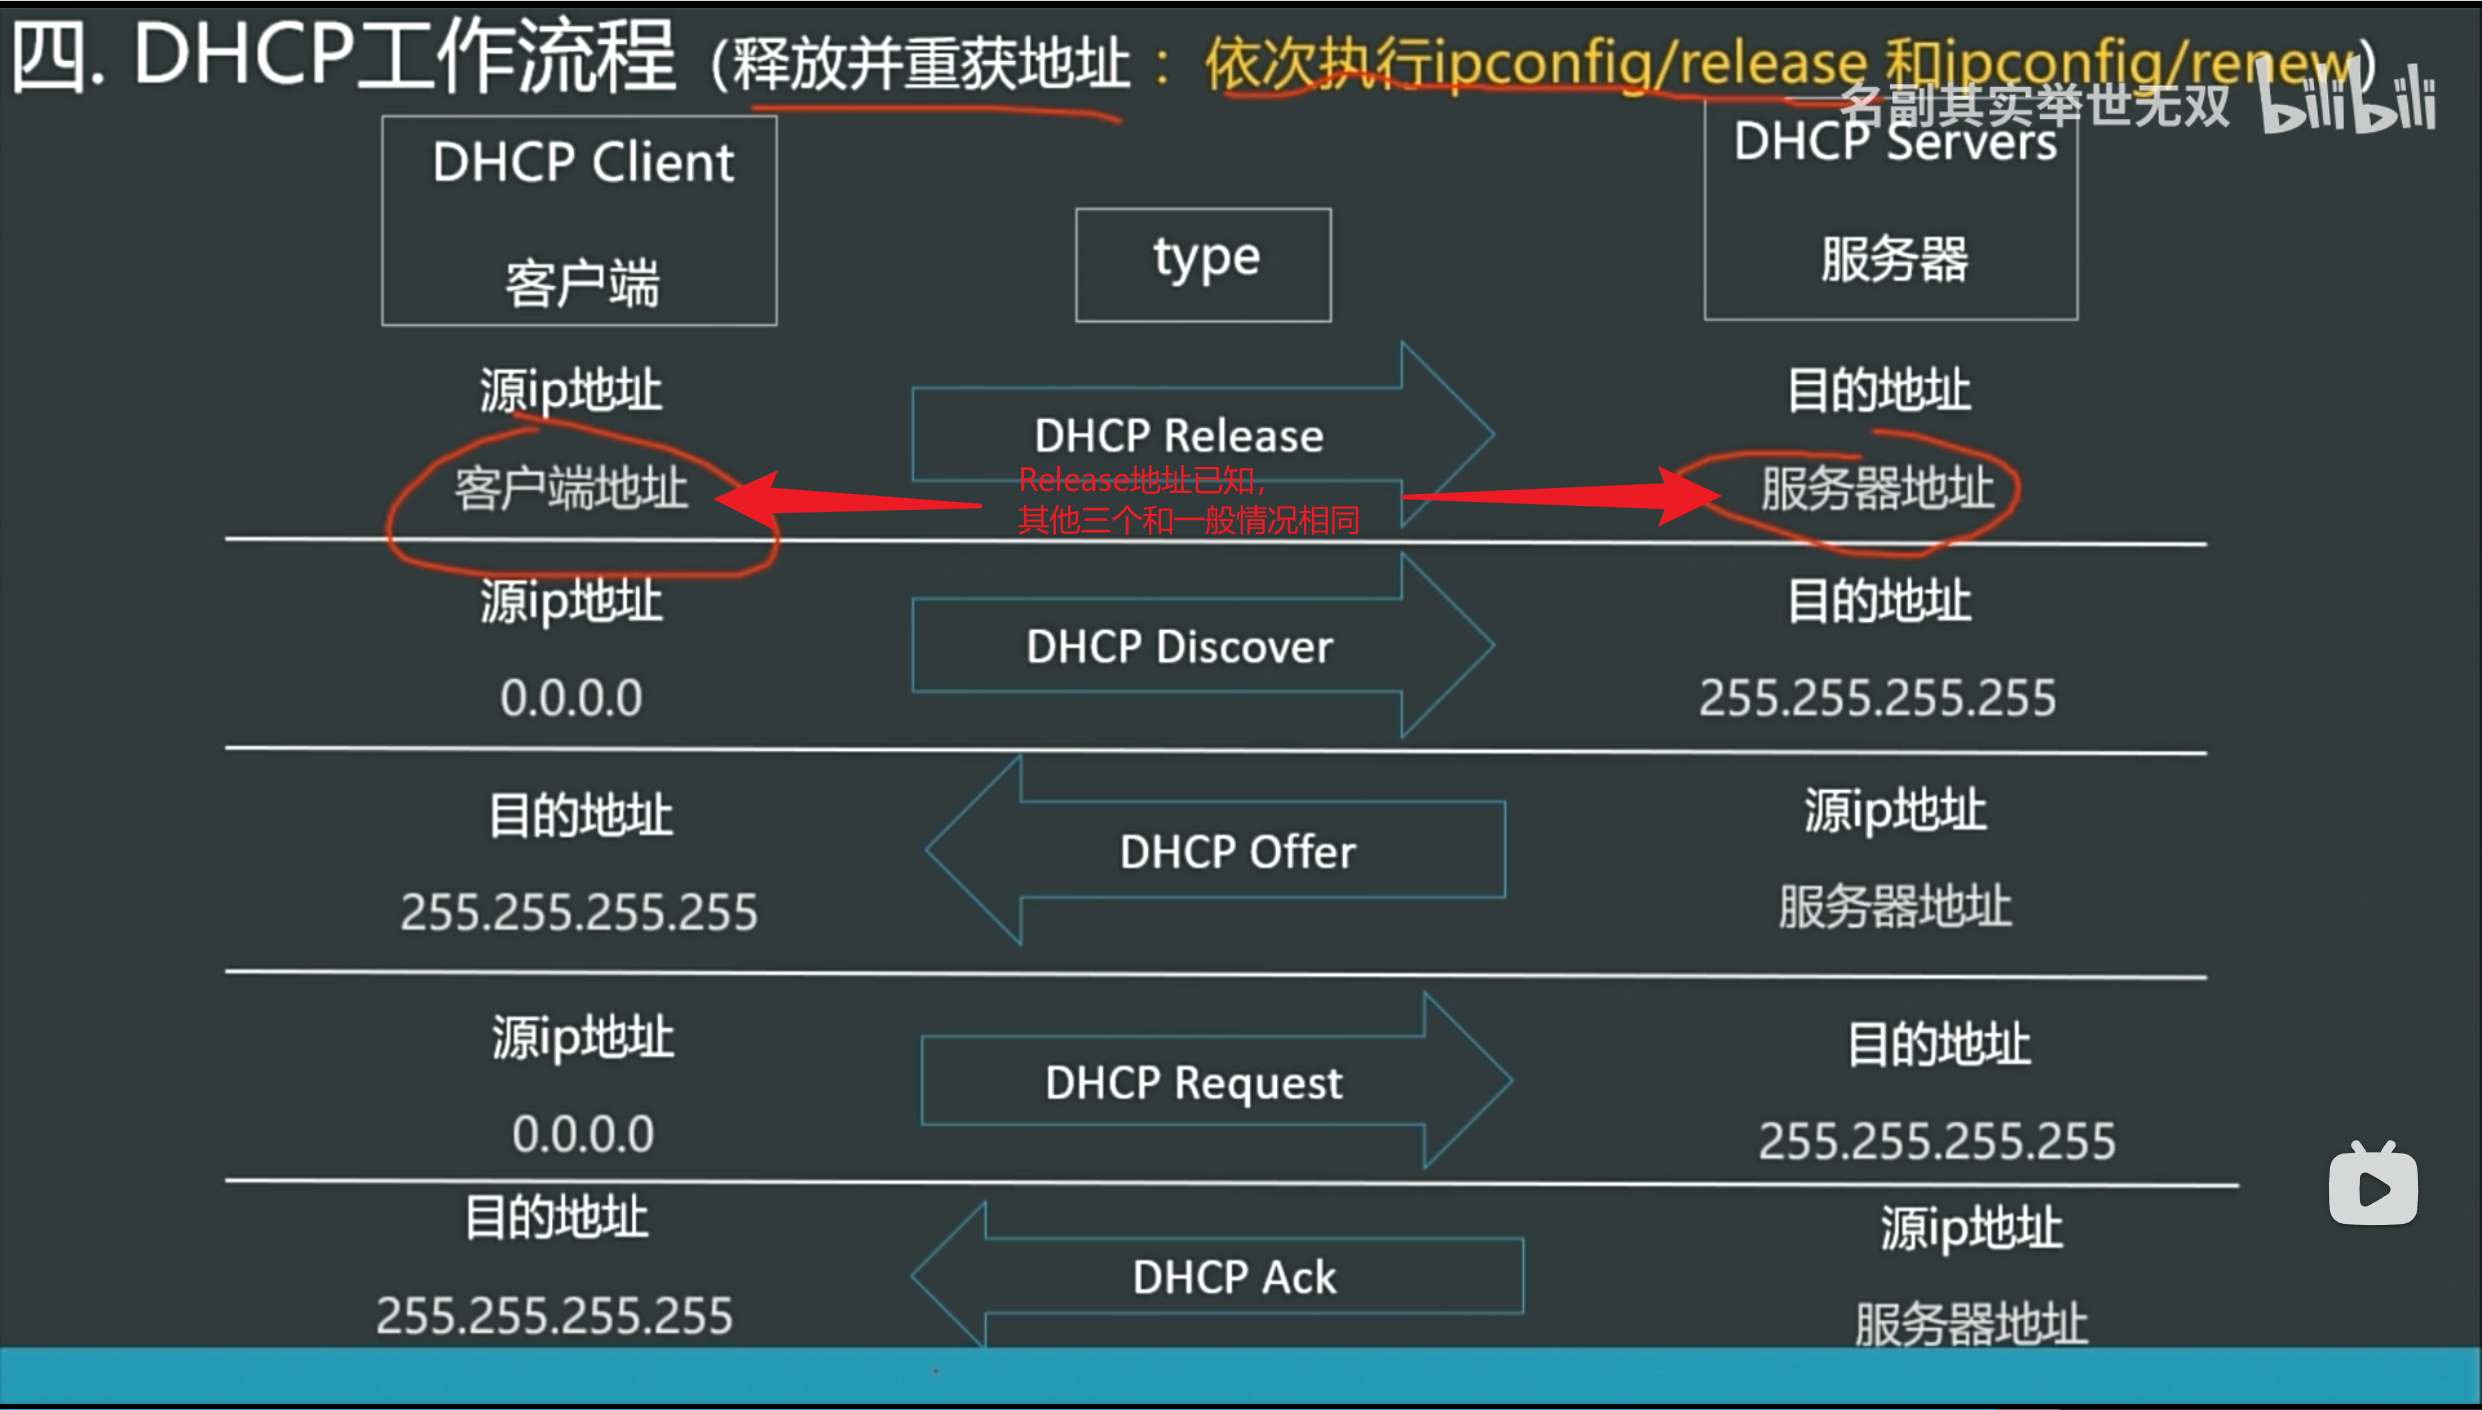 四. DHCP工作流程（释放并重获地址：依次执行ipconfig/release 和ipconfig/renew）
名副其实举世无双 bilibili
DHCP Client
客户端
type
DHCP Servers
服务器
源ip地址
DHCP Release
目的地址
客户端地址
Release地址已知，
其他三个和一般情况相同
服务器地址
源ip地址
DHCP Discover
目的地址
0.0.0.0
255.255.255.255
目的地址
DHCP Offer
源ip地址
255.255.255.255
服务器地址
源ip地址
DHCP Request
目的地址
0.0.0.0
255.255.255.255
目的地址
DHCP Ack
源ip地址
255.255.255.255
服务器地址